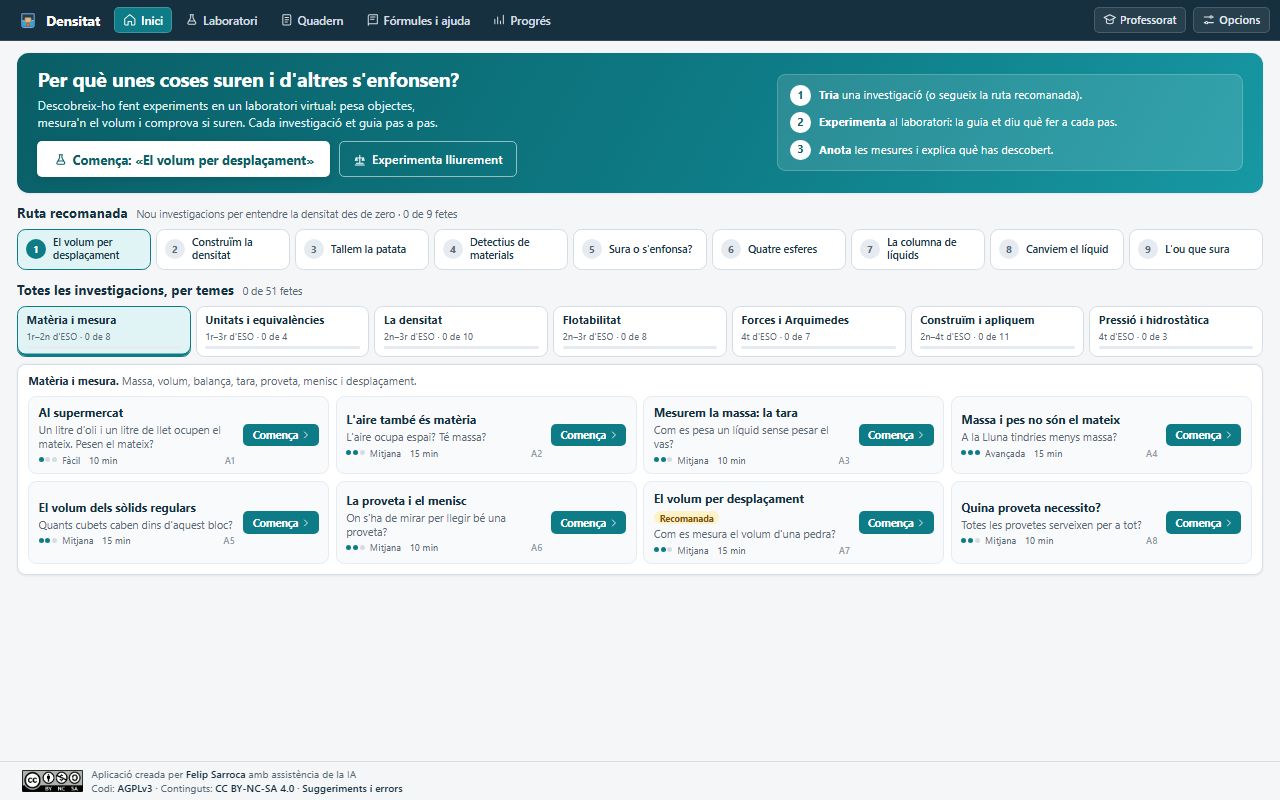 Densitat
Inici
Laboratori
Quadern
Fórmules i ajuda
Progrés
Professorat
Opcions
Per què unes coses suren i d'altres s'enfonsen?
Descobreix-ho fent experiments en un laboratori virtual: pesa objectes,
mesura'n el volum i comprova si suren. Cada investigació et guia pas a pas.
Comença: «El volum per desplaçament»
Experimenta lliurement
1 Tria una investigació (o segueix la ruta recomanada).
2 Experimenta al laboratori: la guia et diu què fer a cada pas.
3 Anota les mesures i explica què has descobert.
Ruta recomanada Nou investigacions per entendre la densitat des de zero · 0 de 9 fetes
1 El volum per
desplaçament
2 Construïm la
densitat
3 Tallem la patata
4 Detectius de
materials
5 Sura o s'enfonsa?
6 Quatre esferes
7 La columna de
líquids
8 Canviem el líquid
9 L'ou que sura
Totes les investigacions, per temes 0 de 51 fetes
Matèria i mesura
1r–2n d'ESO · 0 de 8
Unitats i equivalències
1r–3r d'ESO · 0 de 4
La densitat
2n–3r d'ESO · 0 de 10
Flotabilitat
2n–3r d'ESO · 0 de 8
Forces i Arquimedes
4t d'ESO · 0 de 7
Construïm i apliquem
2n–4t d'ESO · 0 de 11
Pressió i hidrostàtica
4t d'ESO · 0 de 3
Matèria i mesura. Massa, volum, balança, tara, proveta, menisc i desplaçament.
Al supermercat
Un litre d'oli i un litre de llet ocupen el
mateix. Pesen el mateix?
Fàcil 10 min A1
Comença
L'aire també és matèria
L'aire ocupa espai? Té massa?
Mitjana 15 min A2
Comença
Mesurem la massa: la tara
Com es pesa un líquid sense pesar el
vas?
Mitjana 10 min A3
Comença
Massa i pes no són el mateix
A la Lluna tindries menys massa?
Avançada 15 min A4
Comença
El volum dels sòlids regulars
Quants cubets caben dins d'aquest bloc?
Mitjana 15 min A5
Comença
La proveta i el menisc
On s'ha de mirar per llegir bé una
proveta?
Mitjana 10 min A6
Comença
El volum per desplaçament
Recomanada
Com es mesura el volum d'una pedra?
Mitjana 15 min A7
Comença
Quina proveta necessito?
Totes les provetes serveixen per a tot?
Mitjana 10 min A8
Comença
CC BY NC SA
Aplicació creada per Felip Sarroca amb assistència de la IA
Codi: AGPLv3 · Continguts: CC BY-NC-SA 4.0 · Suggeriments i errors